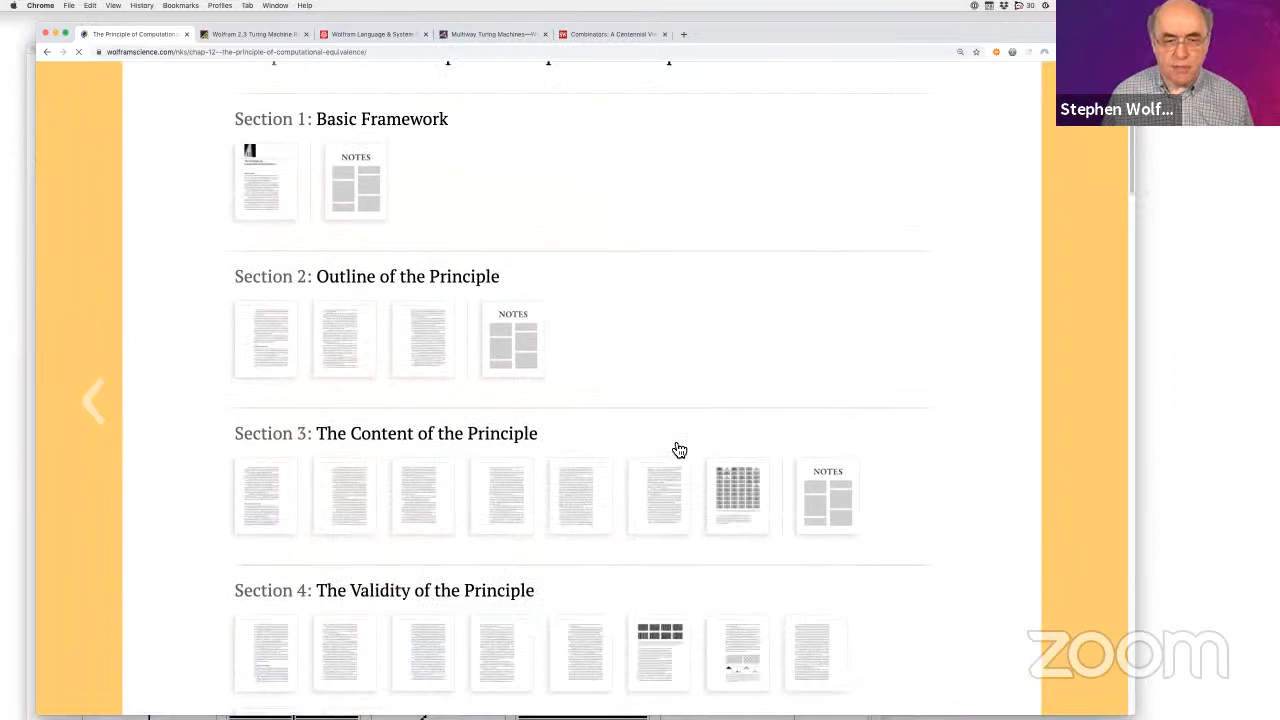 Chrome File Edit View History Bookmarks Profiles Tab Window Help
30
The Principle of Computationa
Wolfram 2,3 Turing Machine R
Wolfram Language & System
Multiway Turing Machines—W
Combinators: A Centennial Vie
wolframscience.com/nks/chap-12--the-principle-of-computational-equivalence/
Stephen Wolf...
Section 1: Basic Framework
NOTES
Section 2: Outline of the Principle
NOTES
Section 3: The Content of the Principle
NOTES
Section 4: The Validity of the Principle
zoom